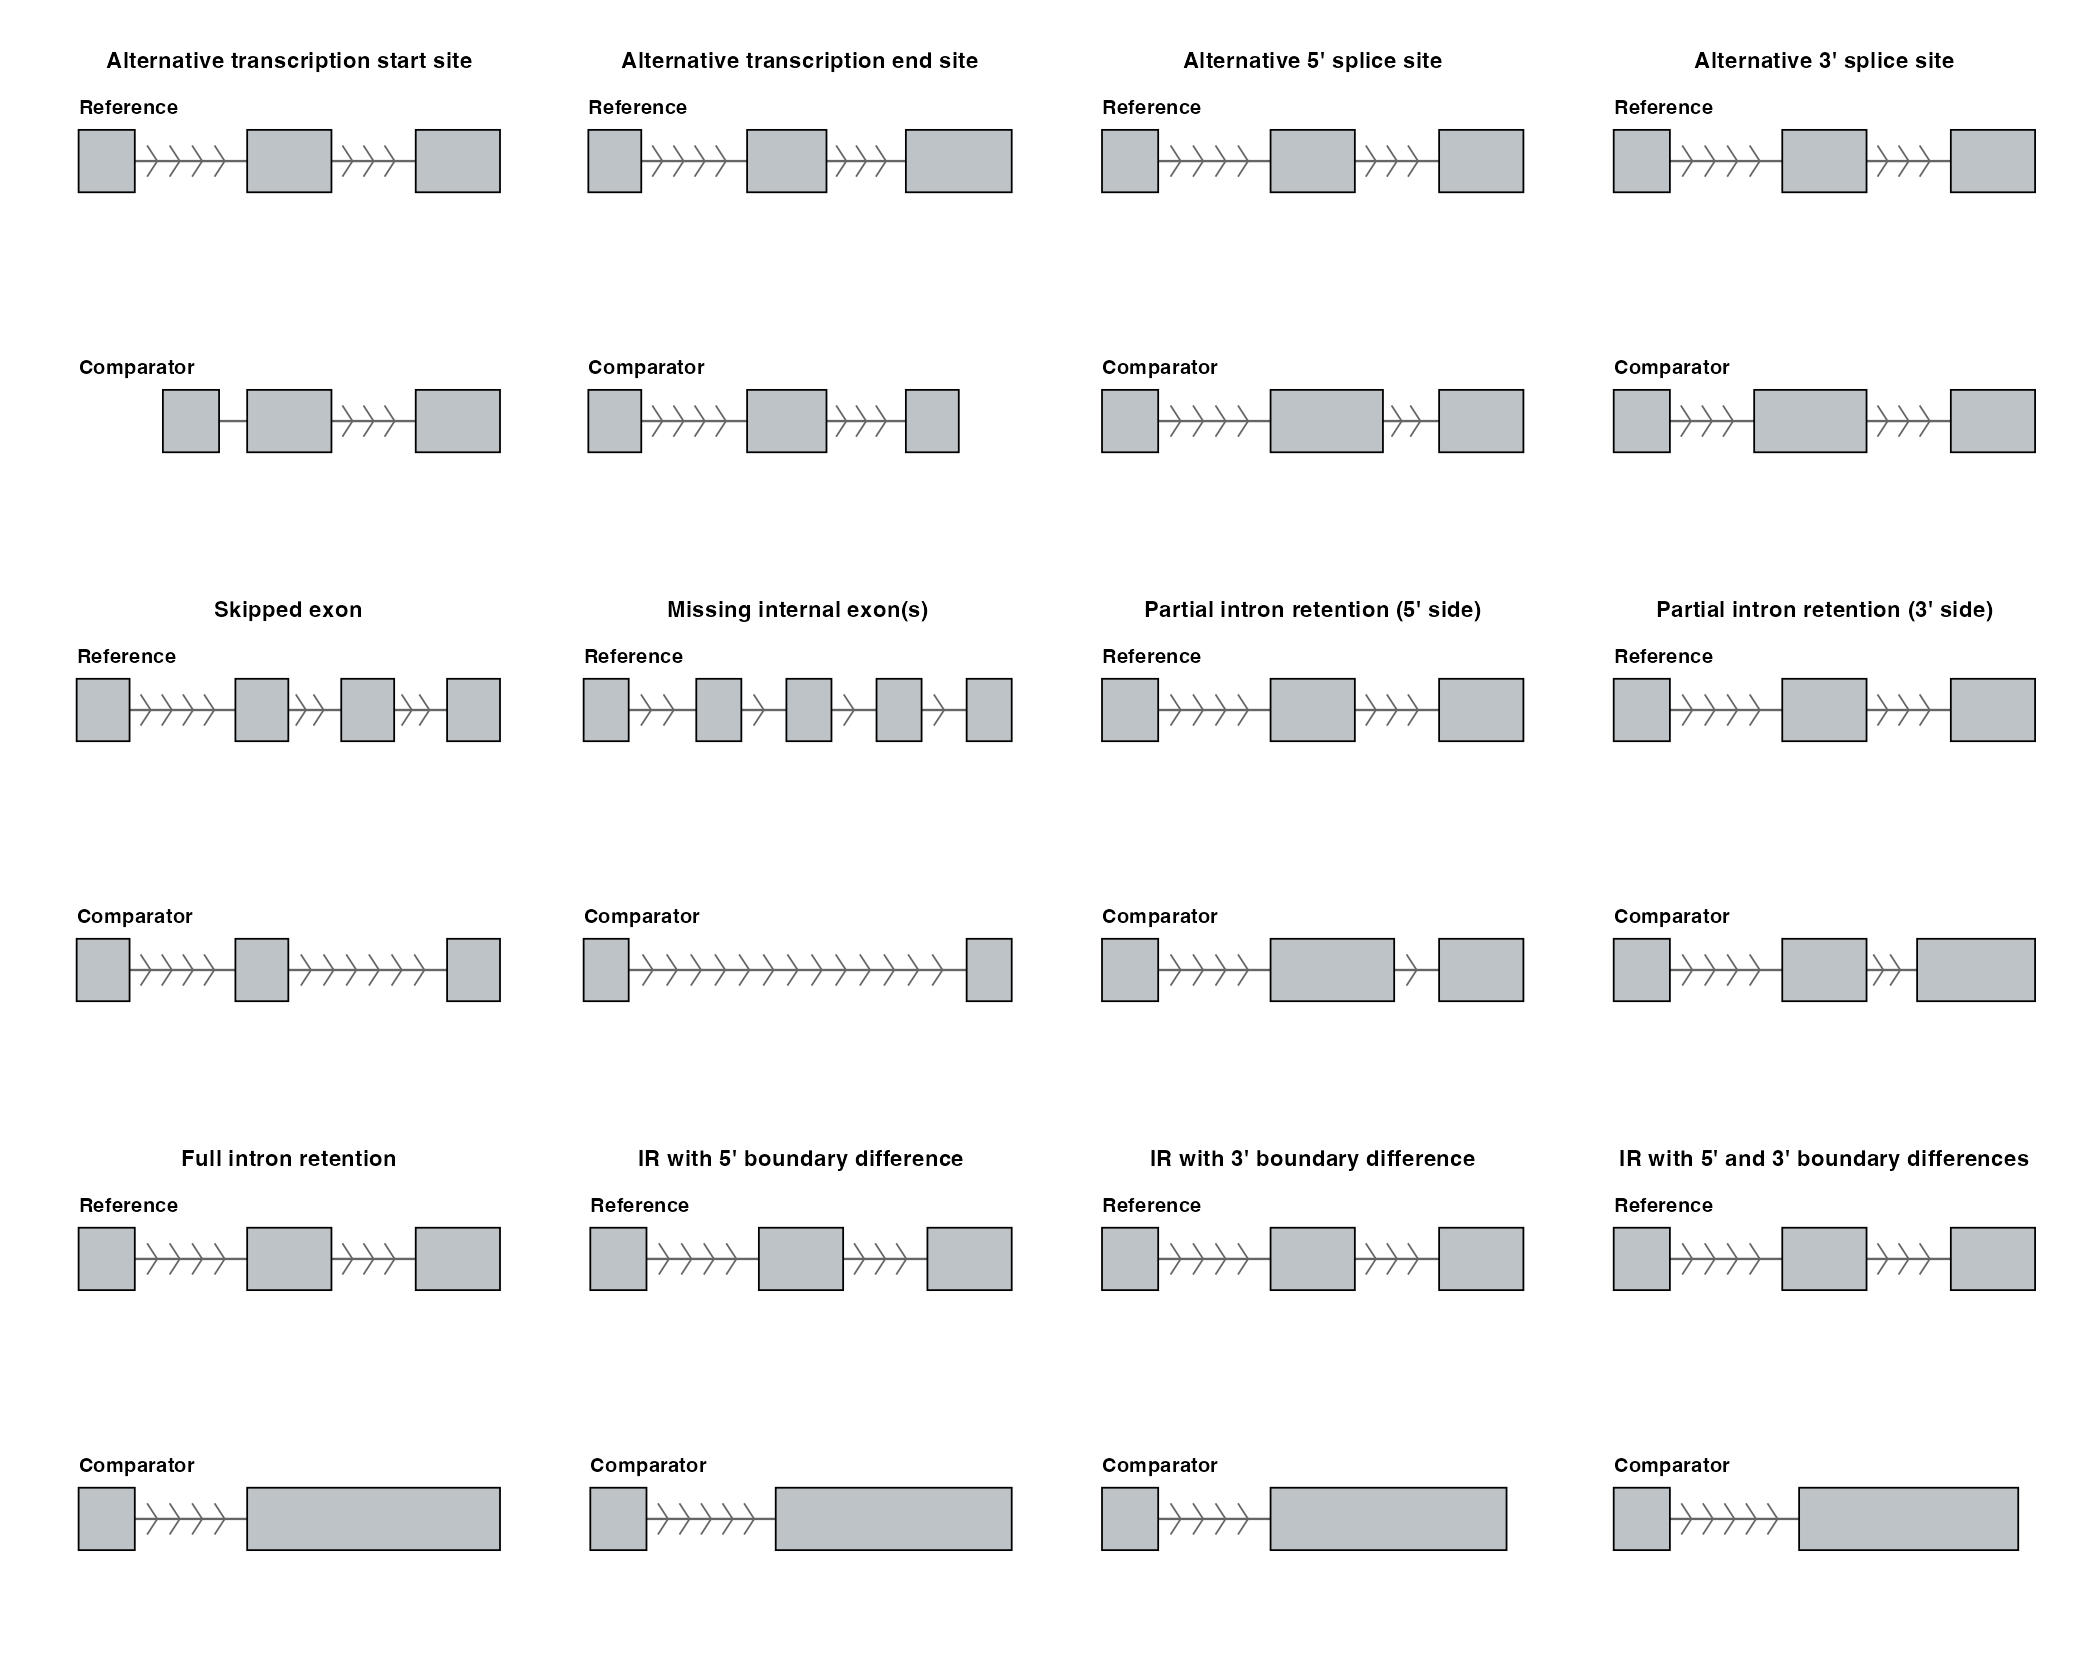 Alternative transcription start site
Reference
Comparator
Alternative transcription end site
Reference
Comparator
Alternative 5' splice site
Reference
Comparator
Alternative 3' splice site
Reference
Comparator
Skipped exon
Reference
Comparator
Missing internal exon(s)
Reference
Comparator
Partial intron retention (5' side)
Reference
Comparator
Partial intron retention (3' side)
Reference
Comparator
Full intron retention
Reference
Comparator
IR with 5' boundary difference
Reference
Comparator
IR with 3' boundary difference
Reference
Comparator
IR with 5' and 3' boundary differences
Reference
Comparator